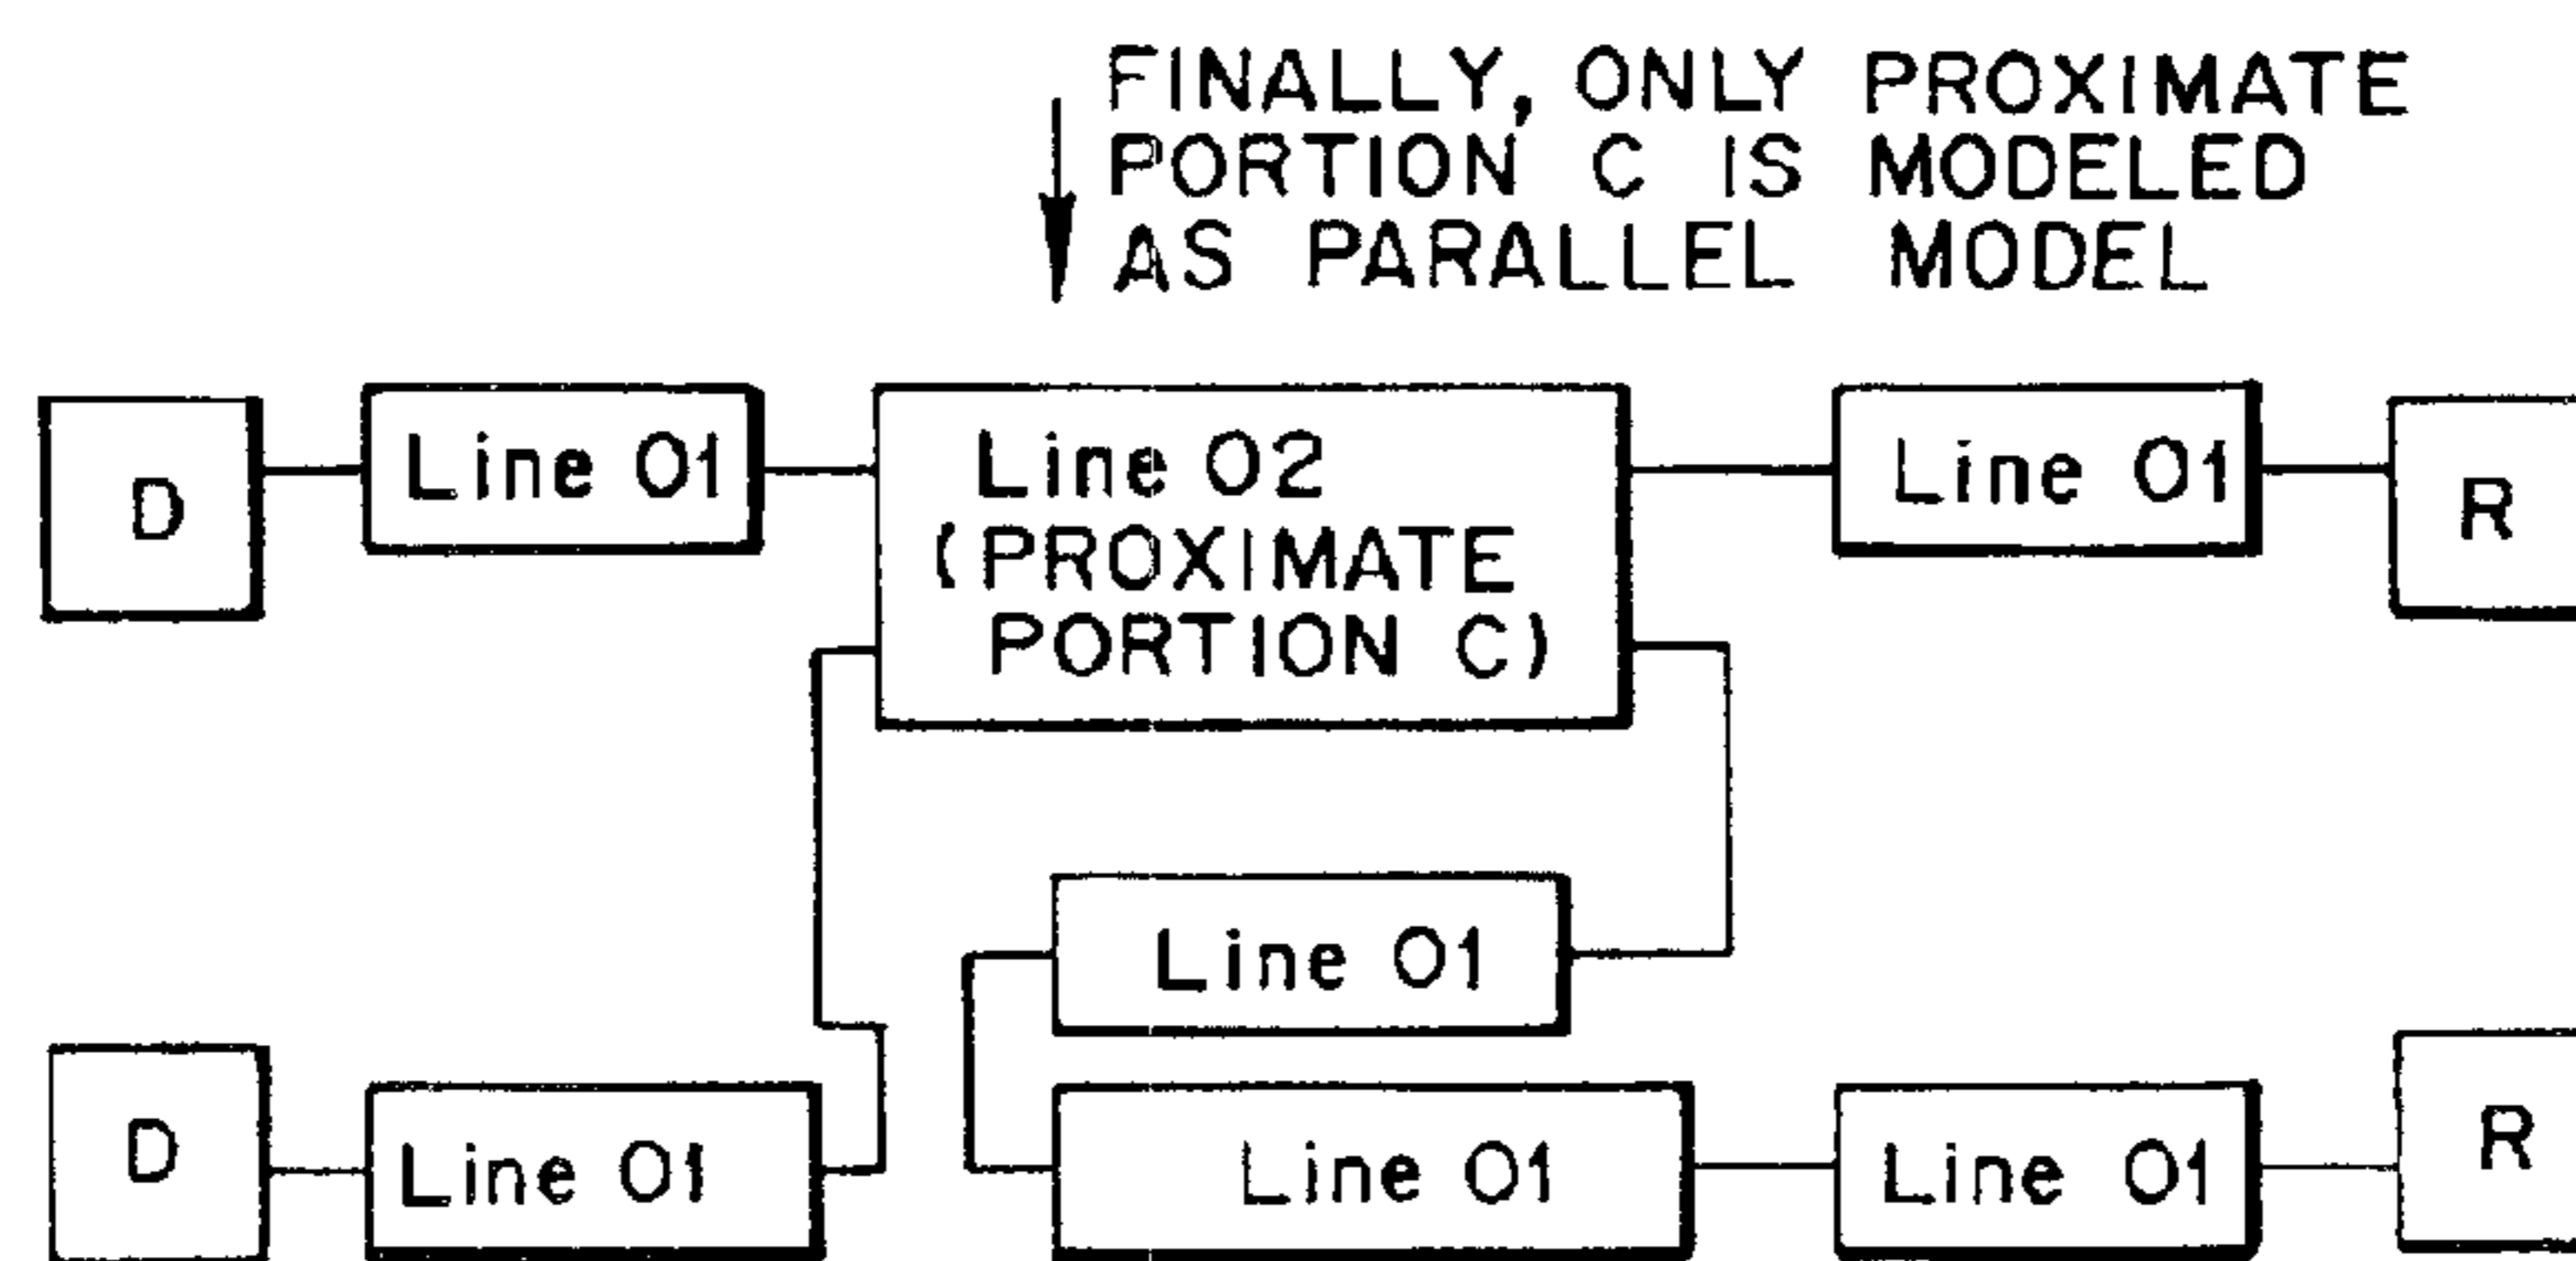 FINALLY, ONLY PROXIMATE
PORTION C IS MODELED
AS PARALLEL MODEL
D
Line 01
Line 02
(PROXIMATE
PORTION C)
Line 01
R
Line 01
D
Line 01
Line 01
Line 01
R